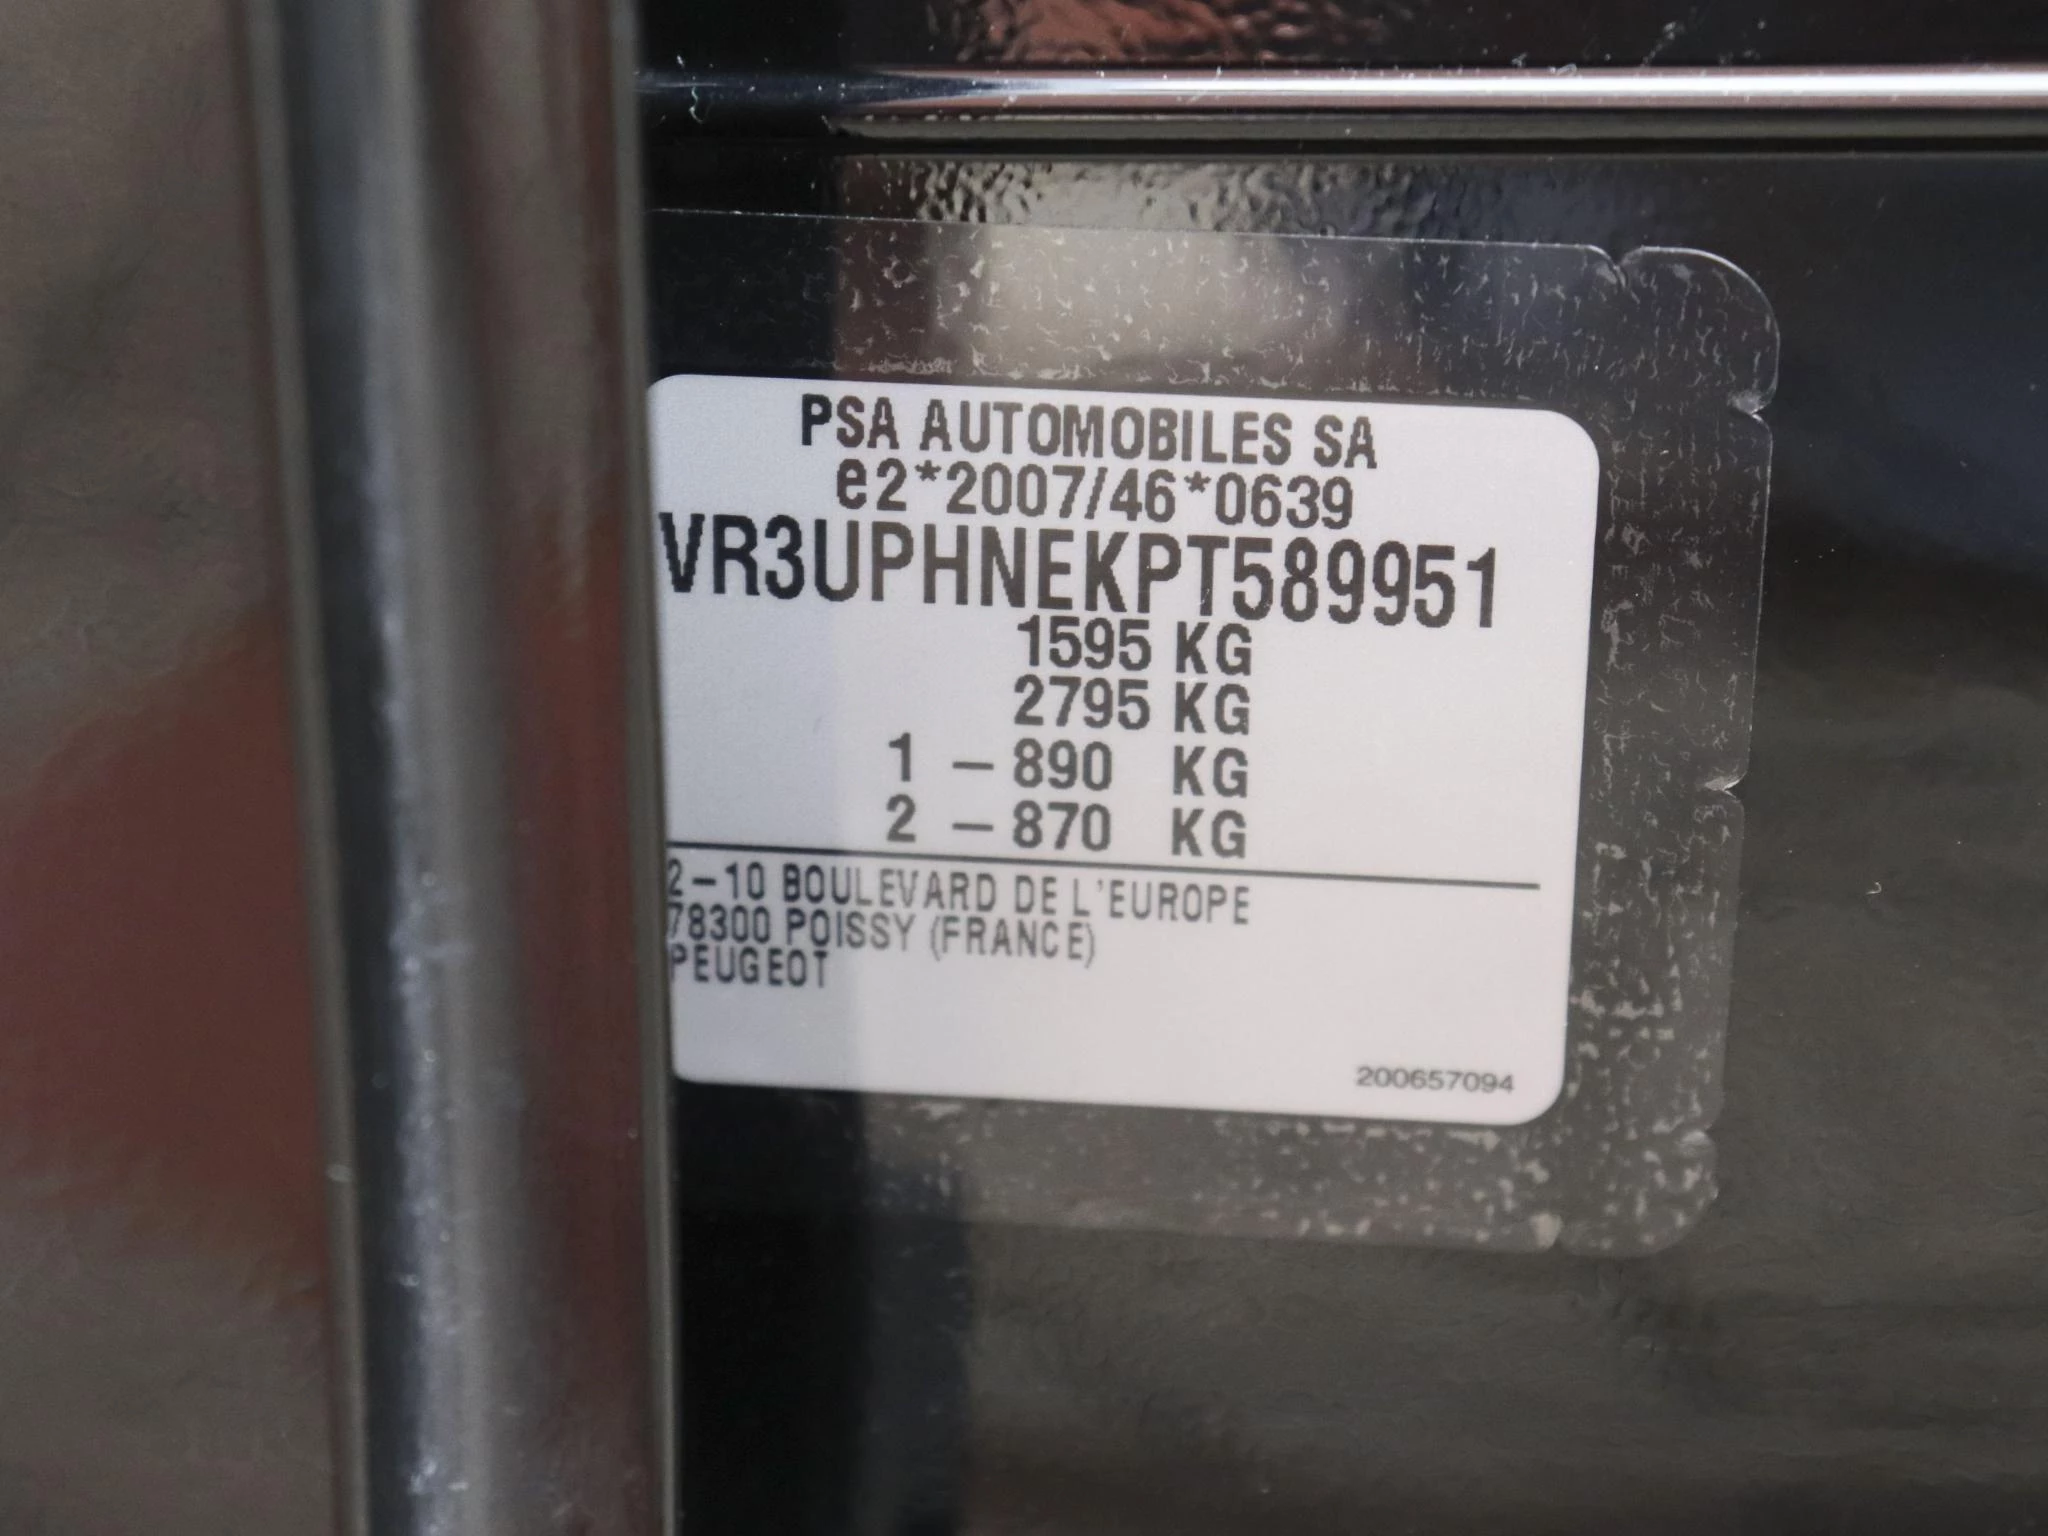 PSA AUTOMOBILES SA
e2*2007/46*0639
VR3UPHNEKPT589951
1595 KG
2795 KG
1 – 890 KG
2 – 870 KG
2–10 BOULEVARD DE L'EUROPE
78300 POISSY (FRANCE)
PEUGEOT
200657094